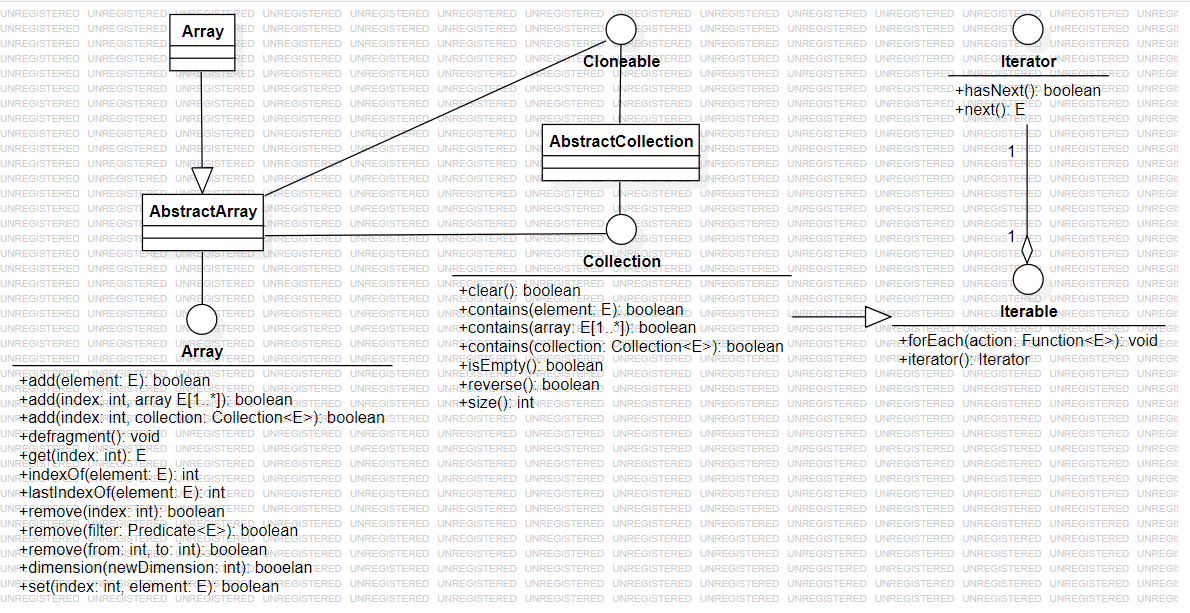 Array
Cloneable
Iterator
+hasNext(): boolean
+next(): E
1
1
AbstractCollection
AbstractArray
Collection
+clear(): boolean
+contains(element: E): boolean
+contains(array: E[1..*]): boolean
+contains(collection: Collection<E>): boolean
+isEmpty(): boolean
+reverse(): boolean
+size(): int
Iterable
+forEach(action: Function<E>): void
+iterator(): Iterator
Array
+add(element: E): boolean
+add(index: int, array E[1..*]): boolean
+add(index: int, collection: Collection<E>): boolean
+defragment(): void
+get(index: int): E
+indexOf(element: E): int
+lastIndexOf(element: E): int
+remove(index: int): boolean
+remove(filter: Predicate<E>): boolean
+remove(from: int, to: int): boolean
+dimension(newDimension: int): booelan
+set(index: int, element: E): boolean
UNREGISTERED